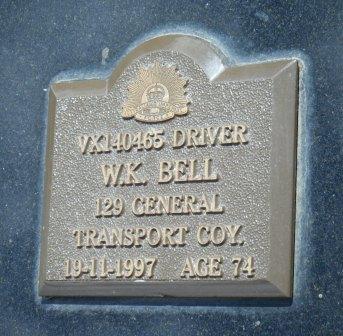 VX140465 DRIVER
W.K. BELL
129 GENERAL
TRANSPORT COY.
19-11-1997 AGE 74